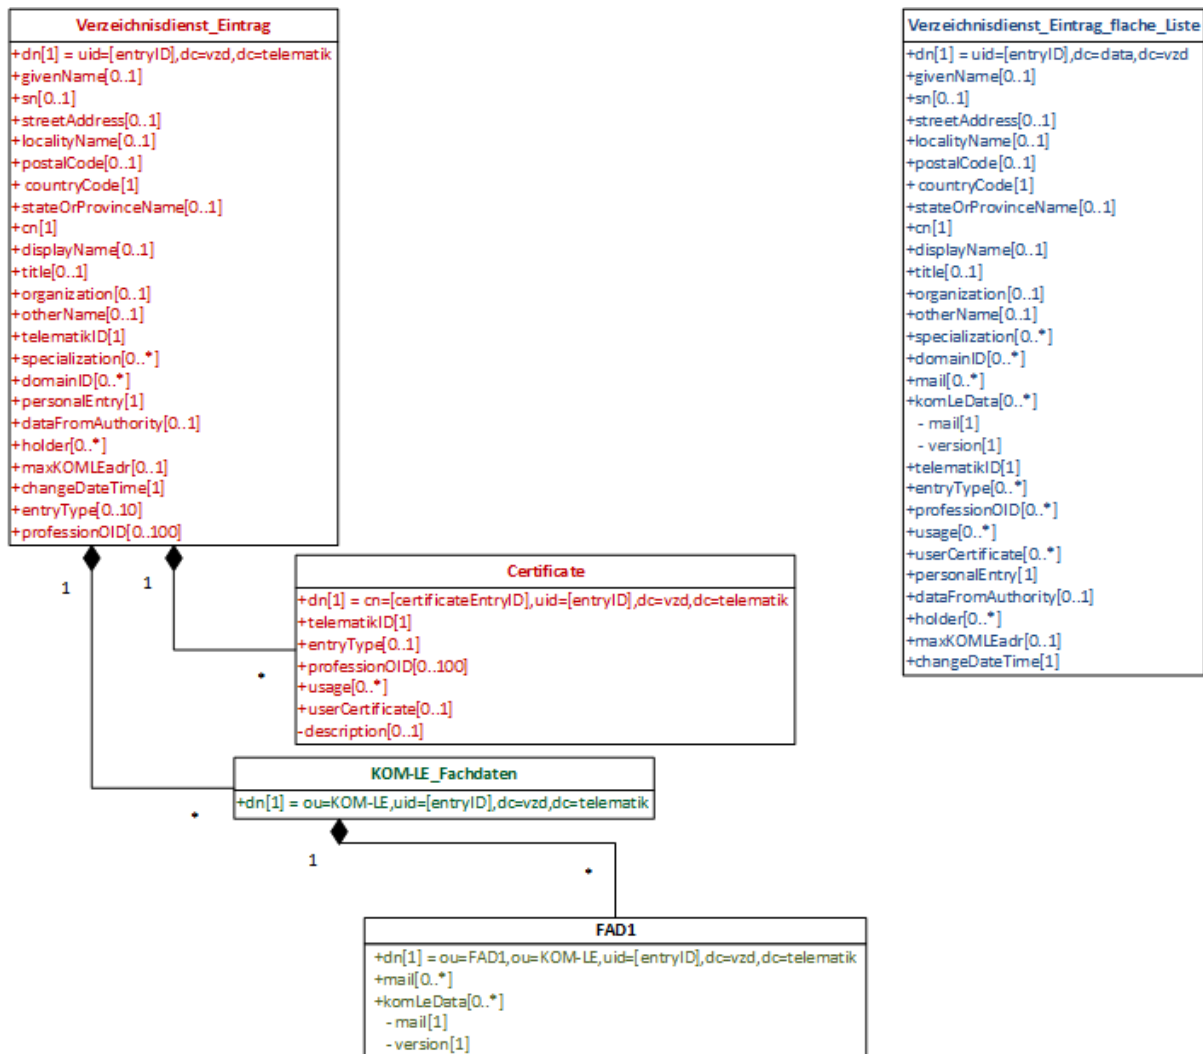 Verzeichnisdienst_Eintrag
+dn[1] = uid=[entryID],dc=vzd,dc=telematik
+givenName[0..1]
+sn[0..1]
+streetAddress[0..1]
+localityName[0..1]
+postalCode[0..1]
+ countryCode[1]
+stateOrProvinceName[0..1]
+cn[1]
+displayName[0..1]
+title[0..1]
+organization[0..1]
+otherName[0..1]
+telematikID[1]
+specialization[0..*]
+domainID[0..*]
+personalEntry[1]
+dataFromAuthority[0..1]
+holder[0..*]
+maxKOMLEadr[0..1]
+changeDateTime[1]
+entryType[0..10]
+professionOID[0..100]
1
1
Certificate
+dn[1] = cn=[certificateEntryID],uid=[entryID],dc=vzd,dc=telematik
+telematikID[1]
+entryType[0..1]
+professionOID[0..100]
+usage[0..*]
+userCertificate[0..1]
-description[0..1]
*
KOM-LE_Fachdaten
+dn[1] = ou=KOM-LE,uid=[entryID],dc=vzd,dc=telematik
*
1
*
FAD1
+dn[1] = ou=FAD1,ou=KOM-LE,uid=[entryID],dc=vzd,dc=telematik
+mail[0..*]
+komLeData[0..*]
- mail[1]
- version[1]
Verzeichnisdienst_Eintrag_flache_Liste
+dn[1] = uid=[entryID],dc=data,dc=vzd
+givenName[0..1]
+sn[0..1]
+streetAddress[0..1]
+localityName[0..1]
+postalCode[0..1]
+ countryCode[1]
+stateOrProvinceName[0..1]
+cn[1]
+displayName[0..1]
+title[0..1]
+organization[0..1]
+otherName[0..1]
+specialization[0..*]
+domainID[0..*]
+mail[0..*]
+komLeData[0..*]
- mail[1]
- version[1]
+telematikID[1]
+entryType[0..*]
+professionOID[0..*]
+usage[0..*]
+userCertificate[0..*]
+personalEntry[1]
+dataFromAuthority[0..1]
+holder[0..*]
+maxKOMLEadr[0..1]
+changeDateTime[1]